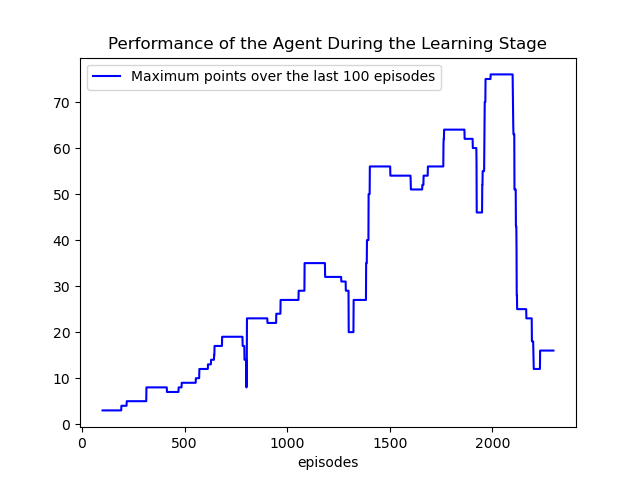 Performance of the Agent During the Learning Stage
Maximum points over the last 100 episodes
70
60
50
40
30
20
10
0
0 500 1000 1500 2000
episodes